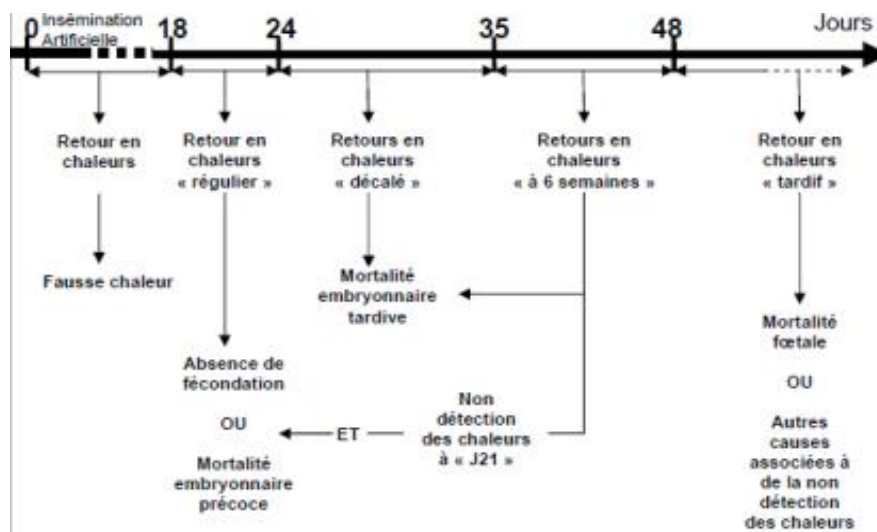 0 Insémination Artificielle 18 24 35 48 Jours
Retour en
chaleurs
Retour en
chaleurs
« régulier »
Retours en
chaleurs
« décalé »
Retours en
chaleurs
« à 6 semaines »
Retour en
chaleurs
« tardif »
Fausse chaleur
Mortalité
embryonnaire
tardive
Absence de
fécondation
OU
Mortalité
embryonnaire
précoce
ET
Non
détection
des chaleurs
à « J21 »
Mortalité
fœtale
OU
Autres
causes
associées à
de la non
détection
des chaleurs